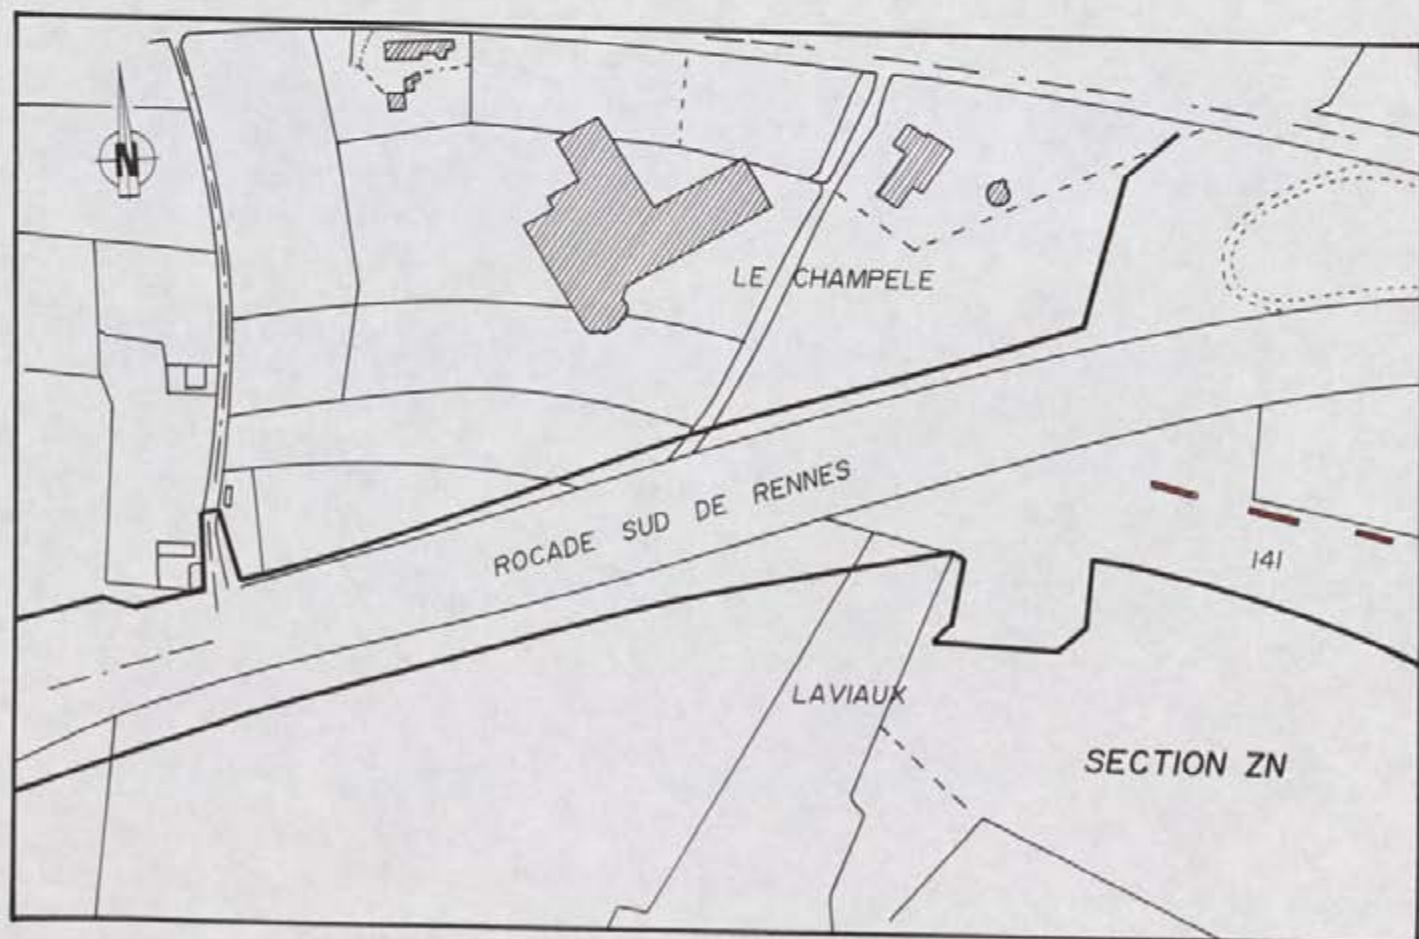 N
LE CHAMPELE
ROCADE SUD DE RENNES
141
LAVIAUX
SECTION ZN